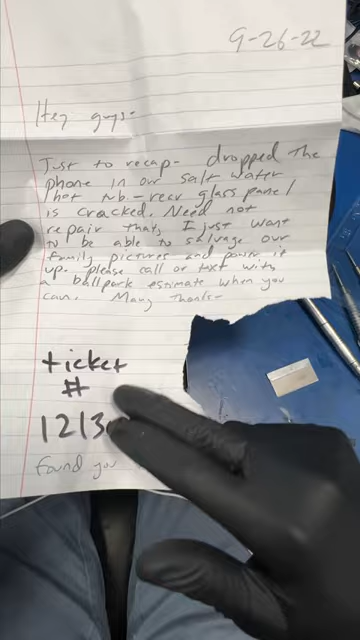 9-26-22
Hey guys-
Just to recap- dropped the
phone in our salt water
hot tub.- rear glass panel
is cracked. Need not
repair that, I just want
to be able to salvage our
family pictures and power it
up. please call or text with
a ballpark estimate when you
can. Many Thanks-
ticket
#
1213
found you